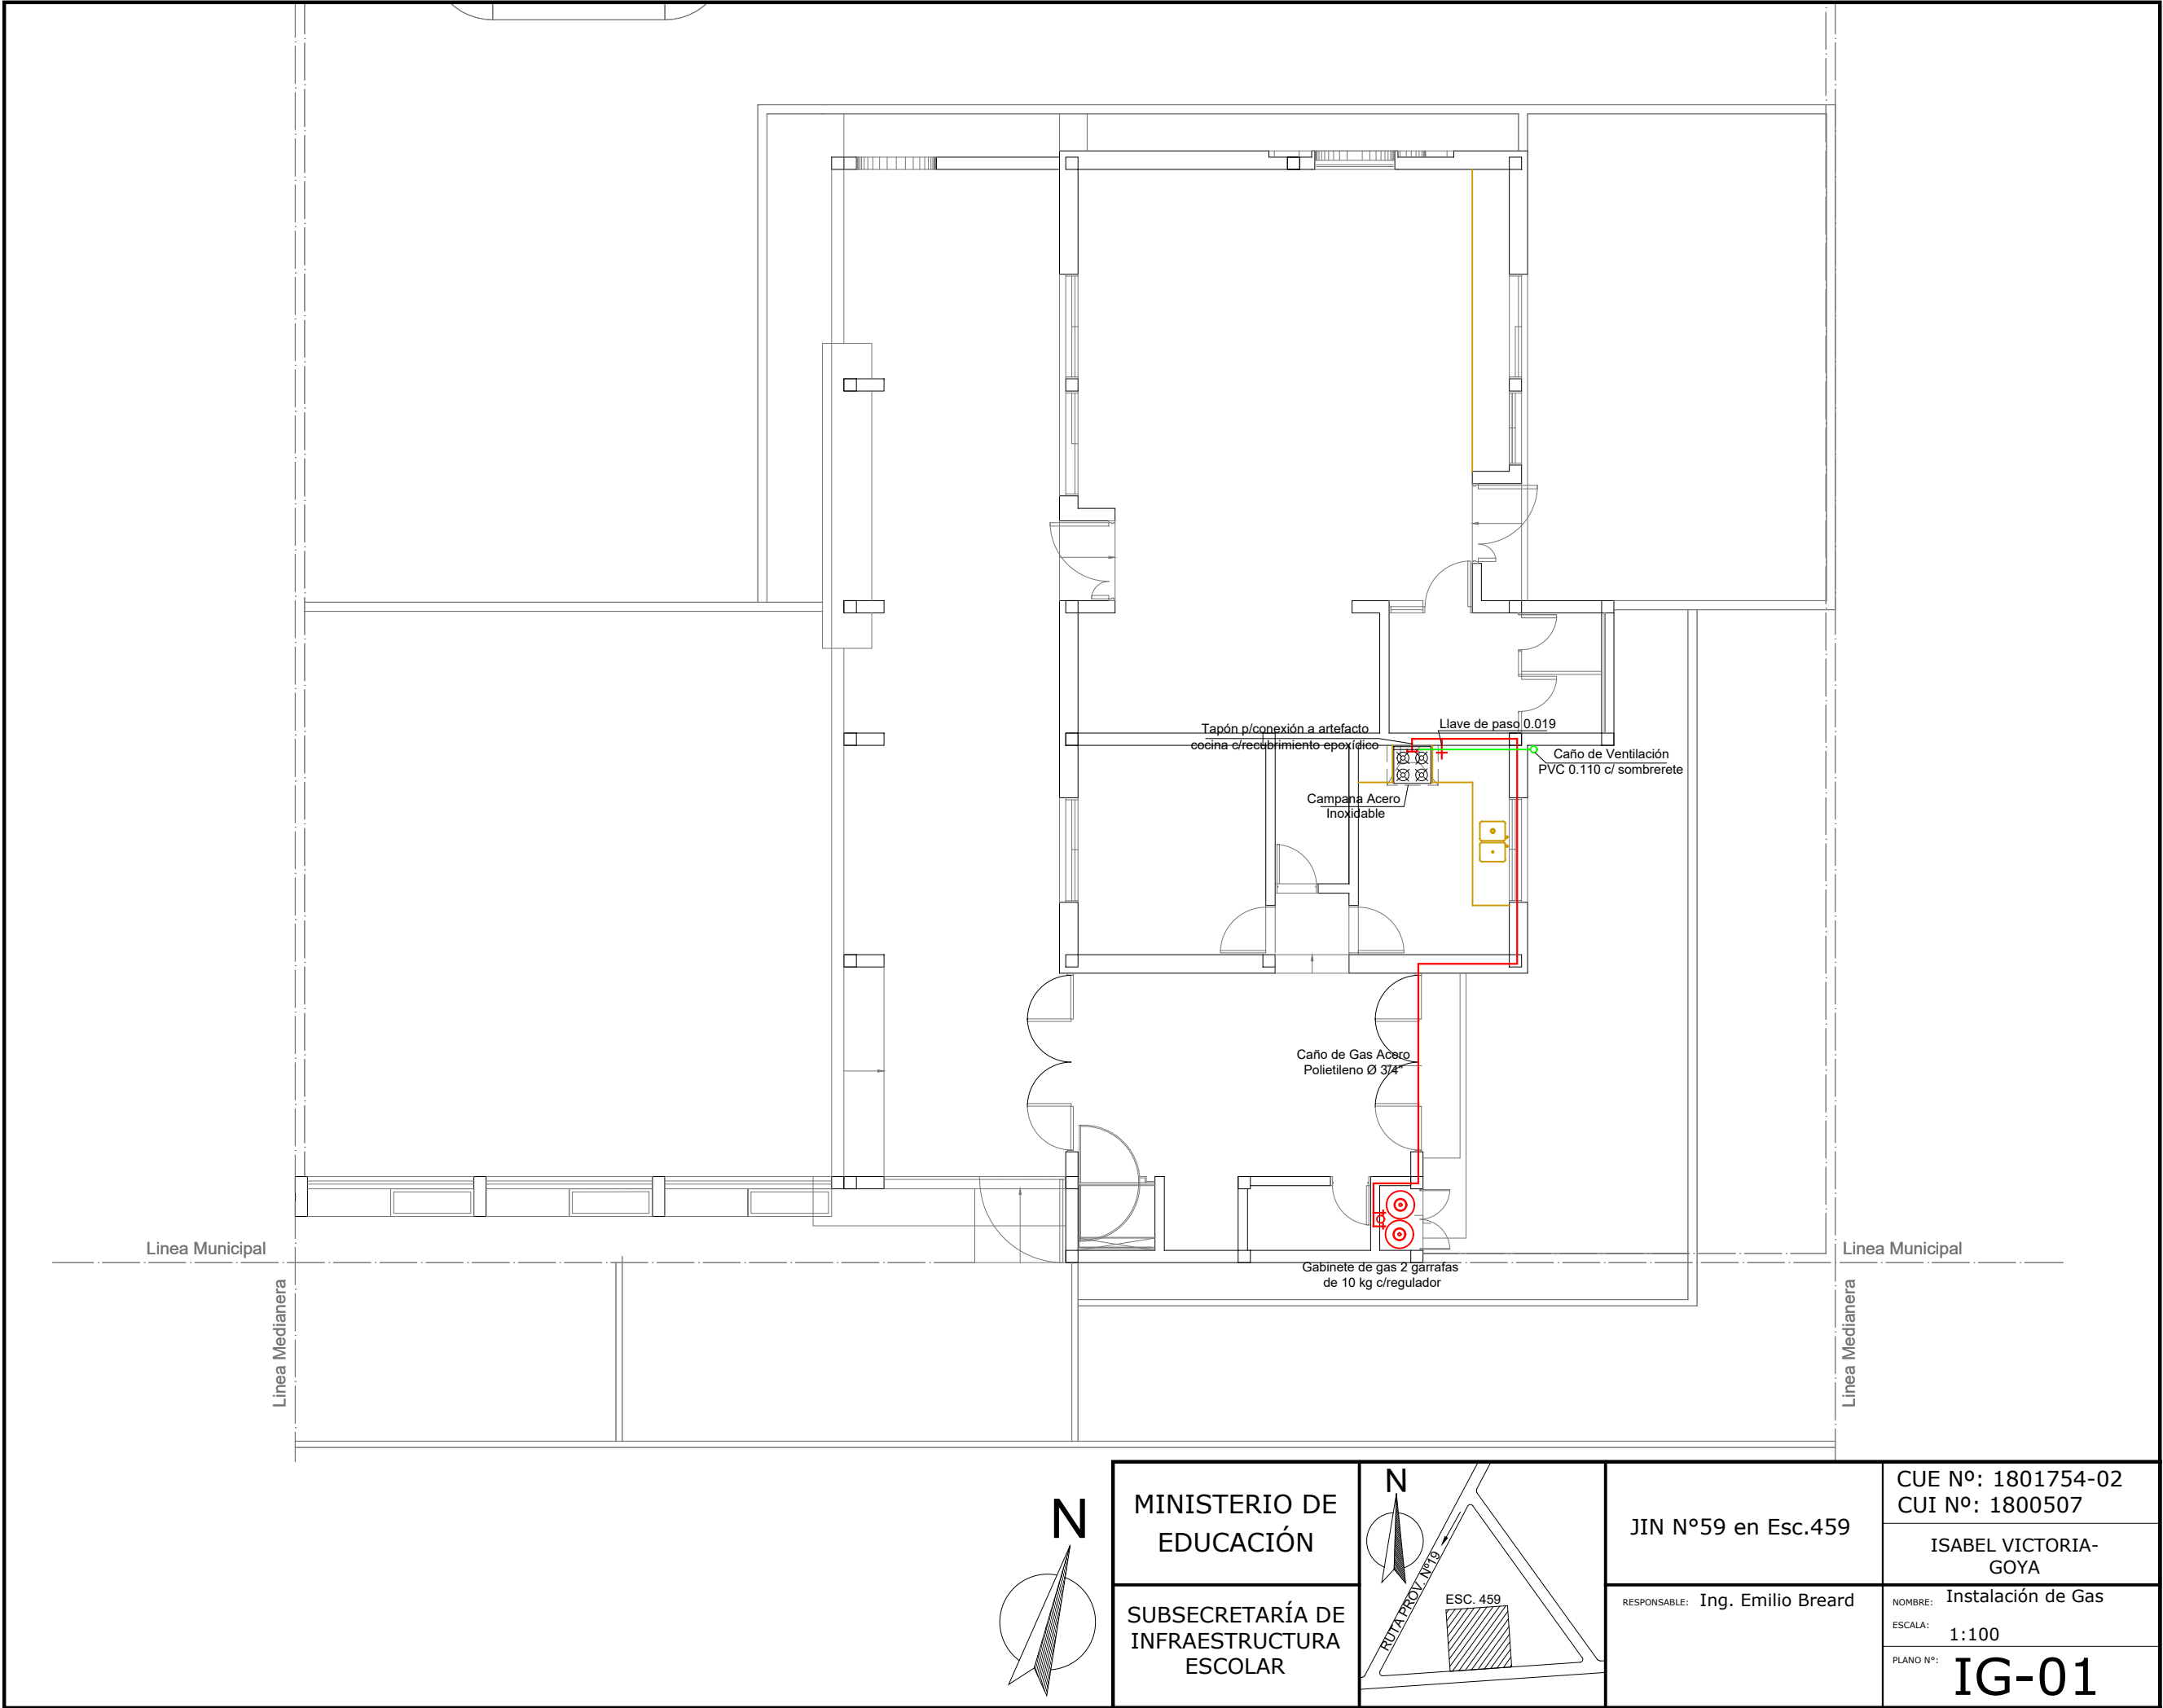 Tapón p/conexión a artefacto
cocina c/recubrimiento epoxídico
Llave de paso 0.019
Caño de Ventilación
PVC 0.110 c/ sombrerete
Campana Acero
Inoxidable
Caño de Gas Acero
Polietileno Ø 3/4"
Linea Municipal
Linea Municipal
Gabinete de gas 2 garrafas
de 10 kg c/regulador
Linea Medianera
Linea Medianera
N
MINISTERIO DE
EDUCACIÓN
SUBSECRETARÍA DE
INFRAESTRUCTURA
ESCOLAR
N
RUTA PROV. Nº19
ESC. 459
JIN N°59 en Esc.459
RESPONSABLE: Ing. Emilio Breard
CUE Nº: 1801754-02
CUI Nº: 1800507
ISABEL VICTORIA-
GOYA
NOMBRE: Instalación de Gas
ESCALA: 1:100
PLANO N°: IG-01